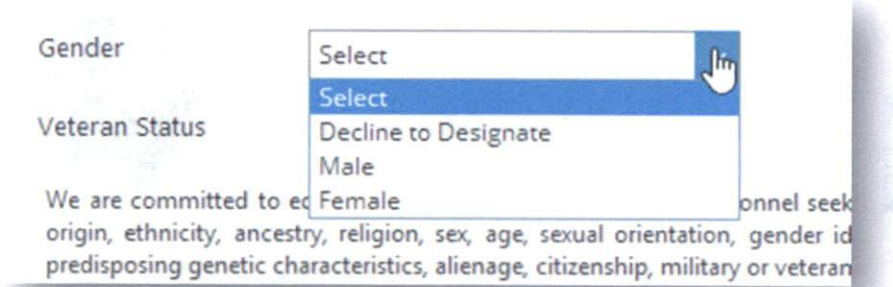 Gender
Select
Select
Veteran Status
Decline to Designate
Male
Female
We are committed to onnel seek
origin, ethnicity, ancestry, religion, sex, age, sexual orientation, gender id
predisposing genetic characteristics, alienage, citizenship, military or veteran